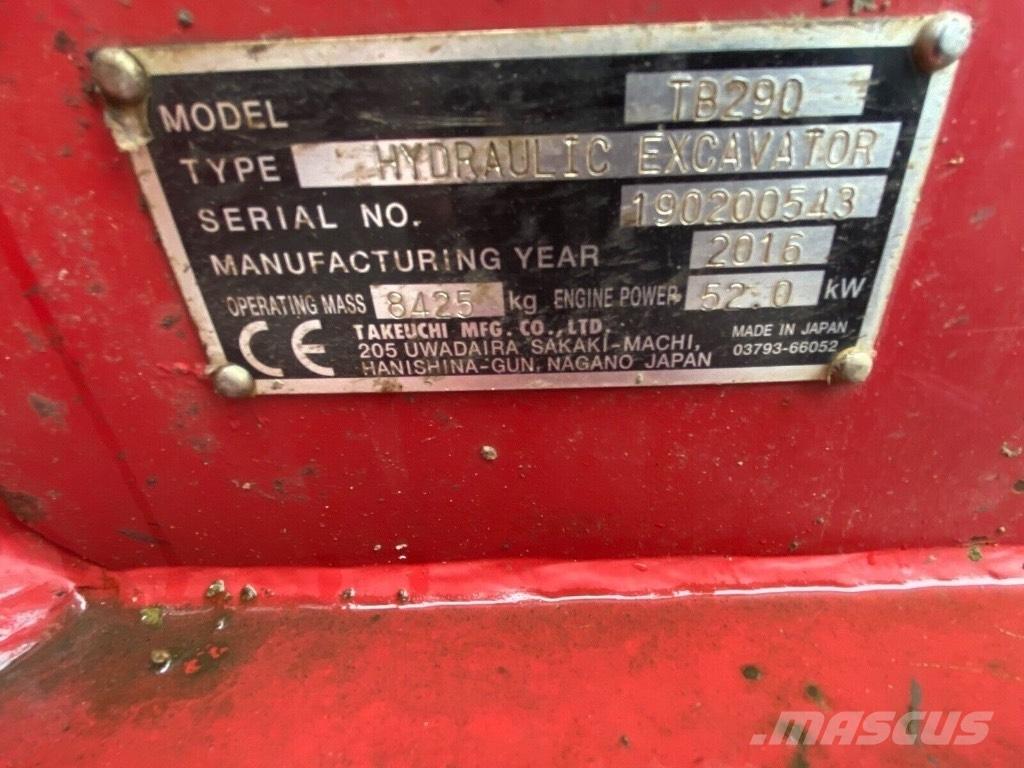 MODEL TB290
TYPE HYDRAULIC EXCAVATOR
SERIAL NO. 190200543
MANUFACTURING YEAR 2016
OPERATING MASS 8425 kg ENGINE POWER 52.0 kW
CE TAKEUCHI MFG. CO., LTD.
205 UWADAIRA SAKAKI-MACHI,
HANISHINA-GUN, NAGANO JAPAN
MADE IN JAPAN
03793-66052
MASCUS